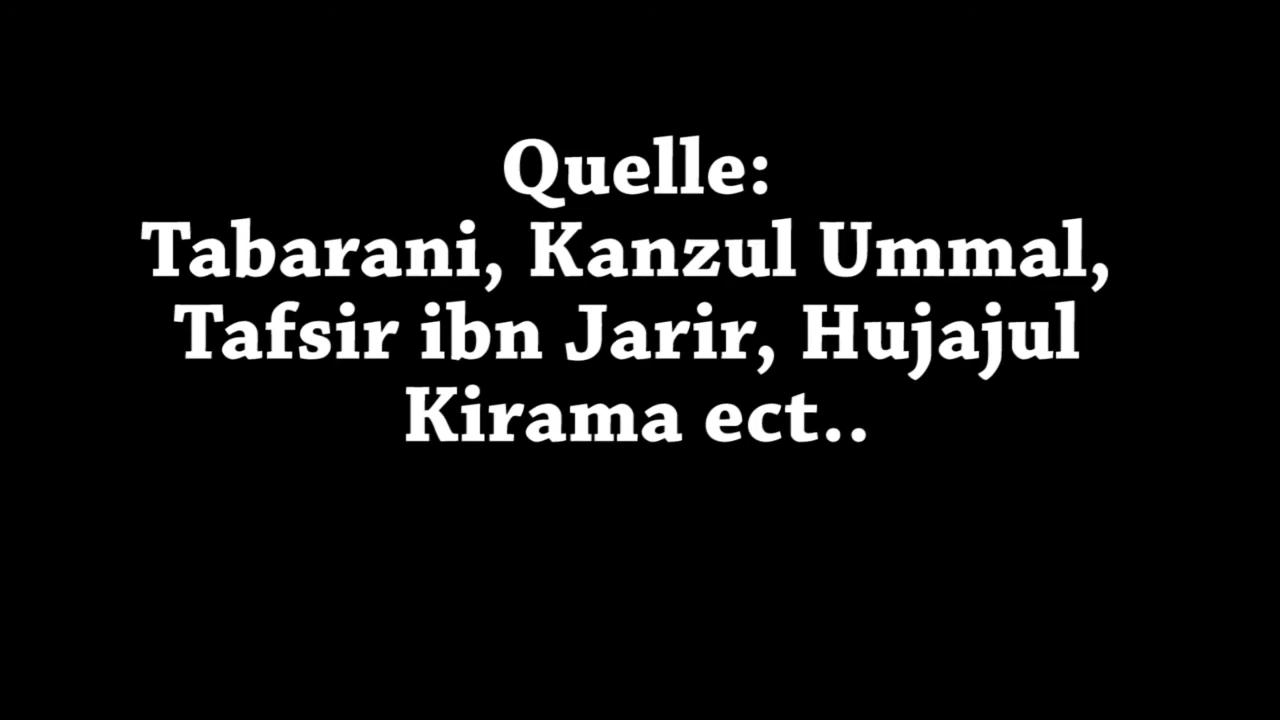 Quelle:
Tabarani, Kanzul Ummal,
Tafsir ibn Jarir, Hujajul
Kirama ect..